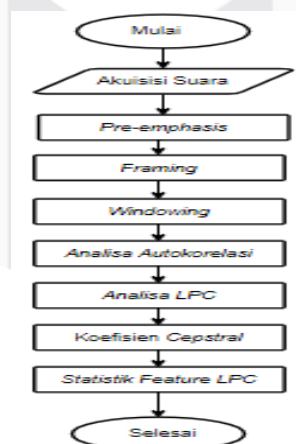 Mulai
Akuisisi Suara
Pre-emphasis
Framing
Windowing
Analisa Autokorelasi
Analisa LPC
Koefisien Cepstral
Statistik Feature LPC
Selesai